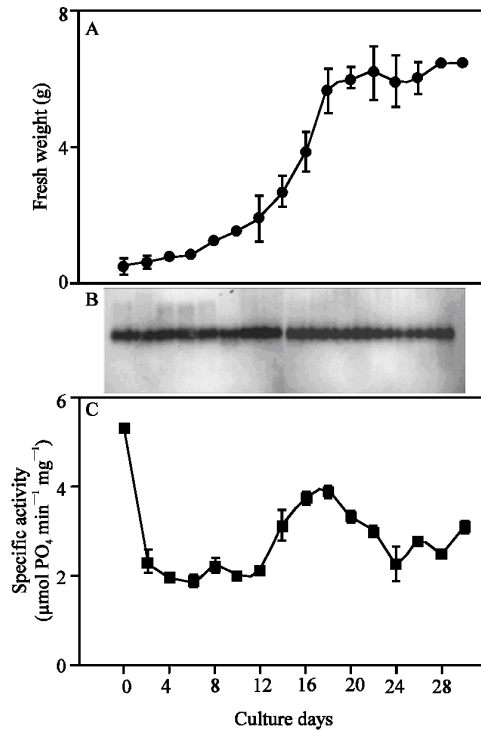 A
8
4
0
Fresh weight (g)
B
C
6
4
2
0
Specific activity
(μmol PO₄ min⁻¹ mg⁻¹)
0 4 8 12 16 20 24 28
Culture days